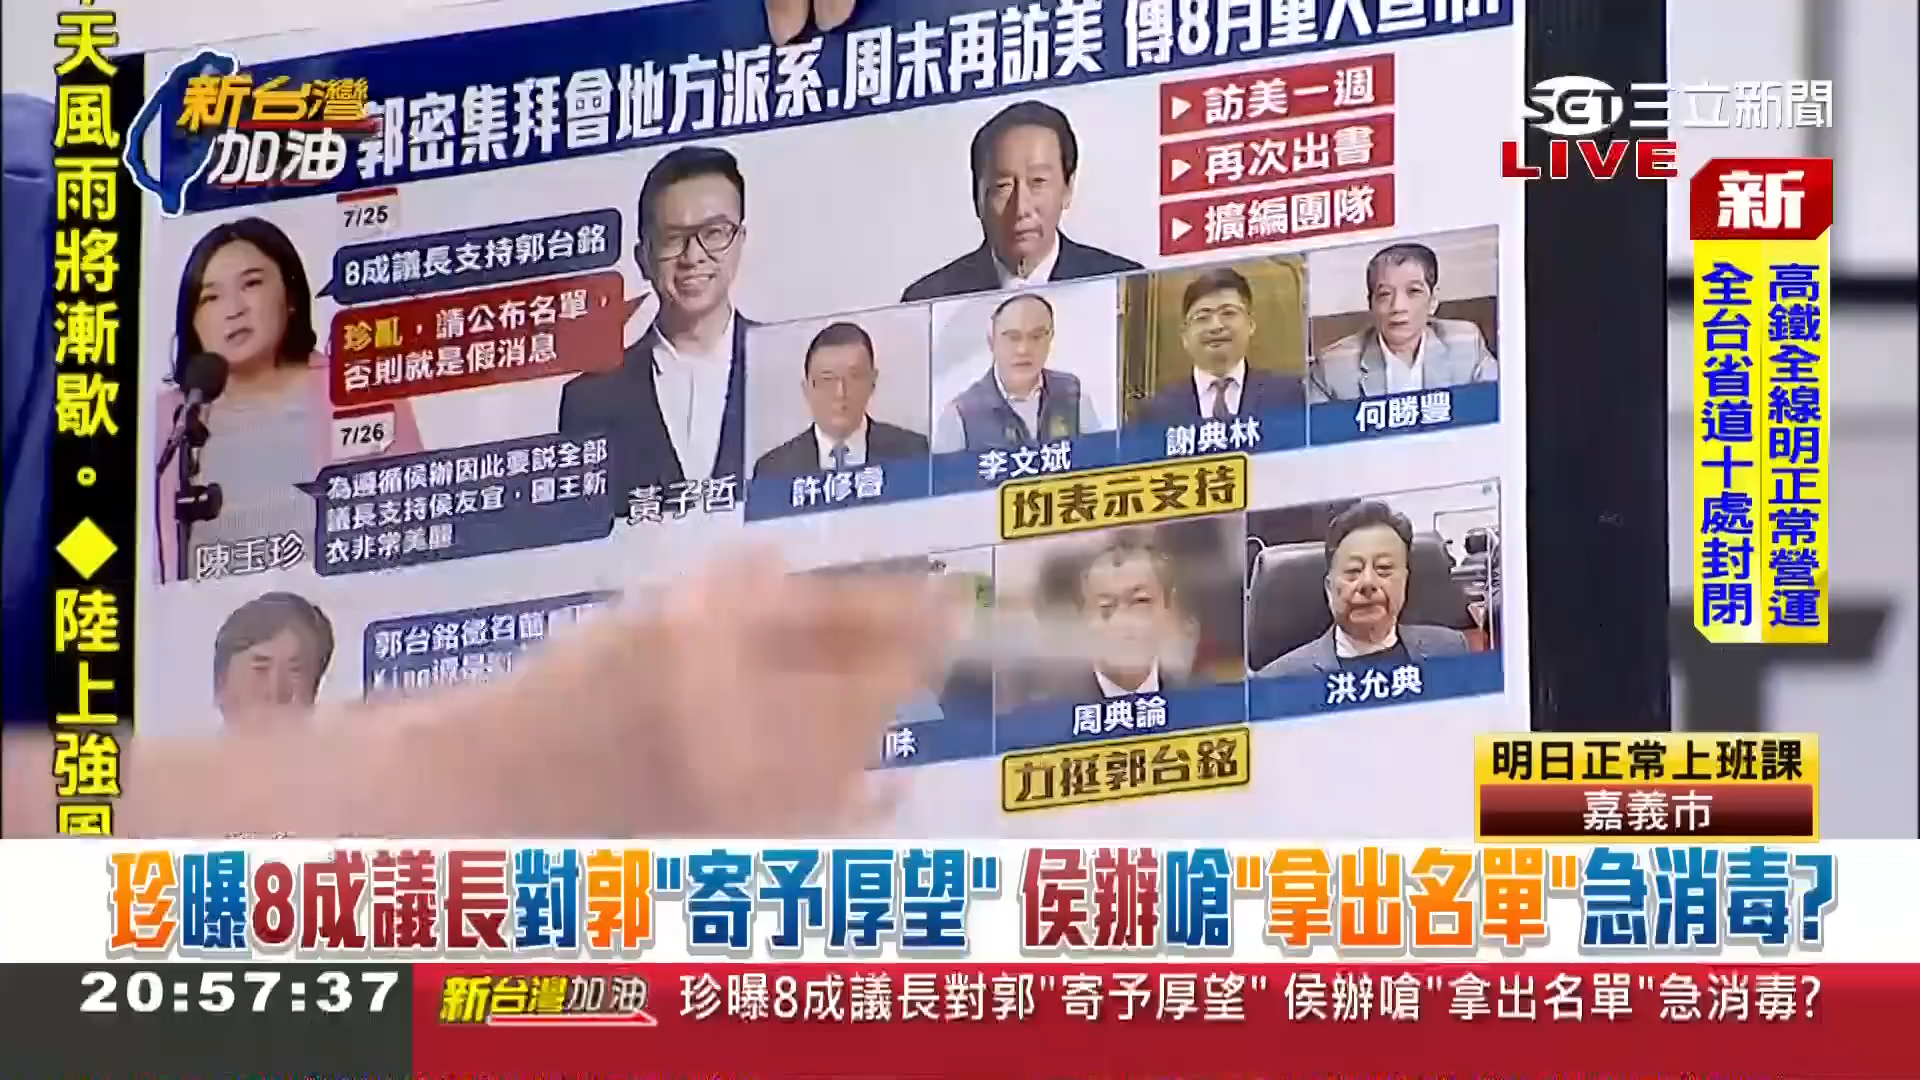 天風雨將漸歇。◆陸上強風
新台灣加油
郭密集拜會地方派系.周末再訪美 傳8月重大宣布
SET三立新聞
LIVE
▶訪美一週
▶再次出書
▶擴編團隊
新
高鐵全線明正常營運
全台省道十處封閉
7/25
8成議長支持郭台銘
珍亂，請公布名單，
否則就是假消息
7/26
為遵循侯辦因此要說全部
議長支持侯友宜，國王新
衣非常美麗
陳玉珍
黃子哲
許修睿
李文斌
謝典林
何勝豐
均表示支持
郭台銘徵召
味
周典論
洪允典
力挺郭台銘
明日正常上班課
嘉義市
珍曝8成議長對郭"寄予厚望" 侯辦嗆"拿出名單"急消毒?
20:57:37
新台灣加油
珍曝8成議長對郭"寄予厚望" 侯辦嗆"拿出名單"急消毒?